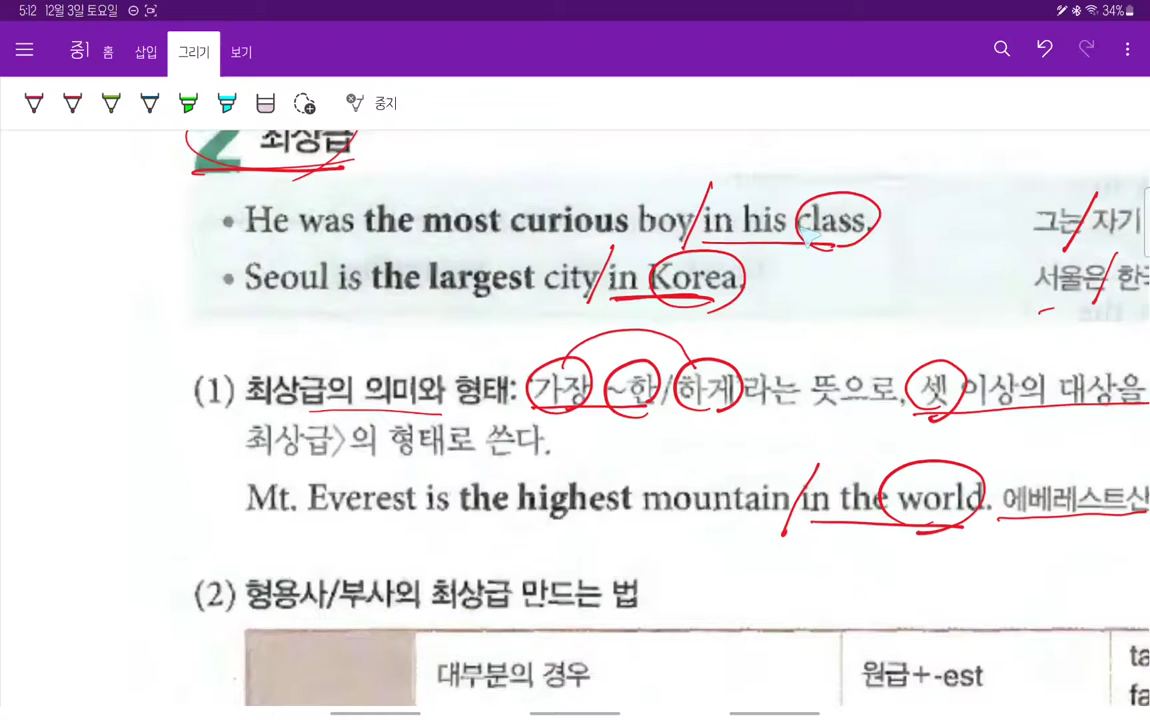 5:12 12월 3일 토요일 34%
중1 홈 삽입 그리기 보기
중지
2 최상급
• He was the most curious boy in his class. 그는 자기
• Seoul is the largest city in Korea. 서울은 한국
(1) 최상급의 의미와 형태: '가장 ~한/하게'라는 뜻으로, 셋 이상의 대상을
최상급〉의 형태로 쓴다.
Mt. Everest is the highest mountain in the world. 에베레스트산
(2) 형용사/부사의 최상급 만드는 법
대부분의 경우 원급+-est ta
fa